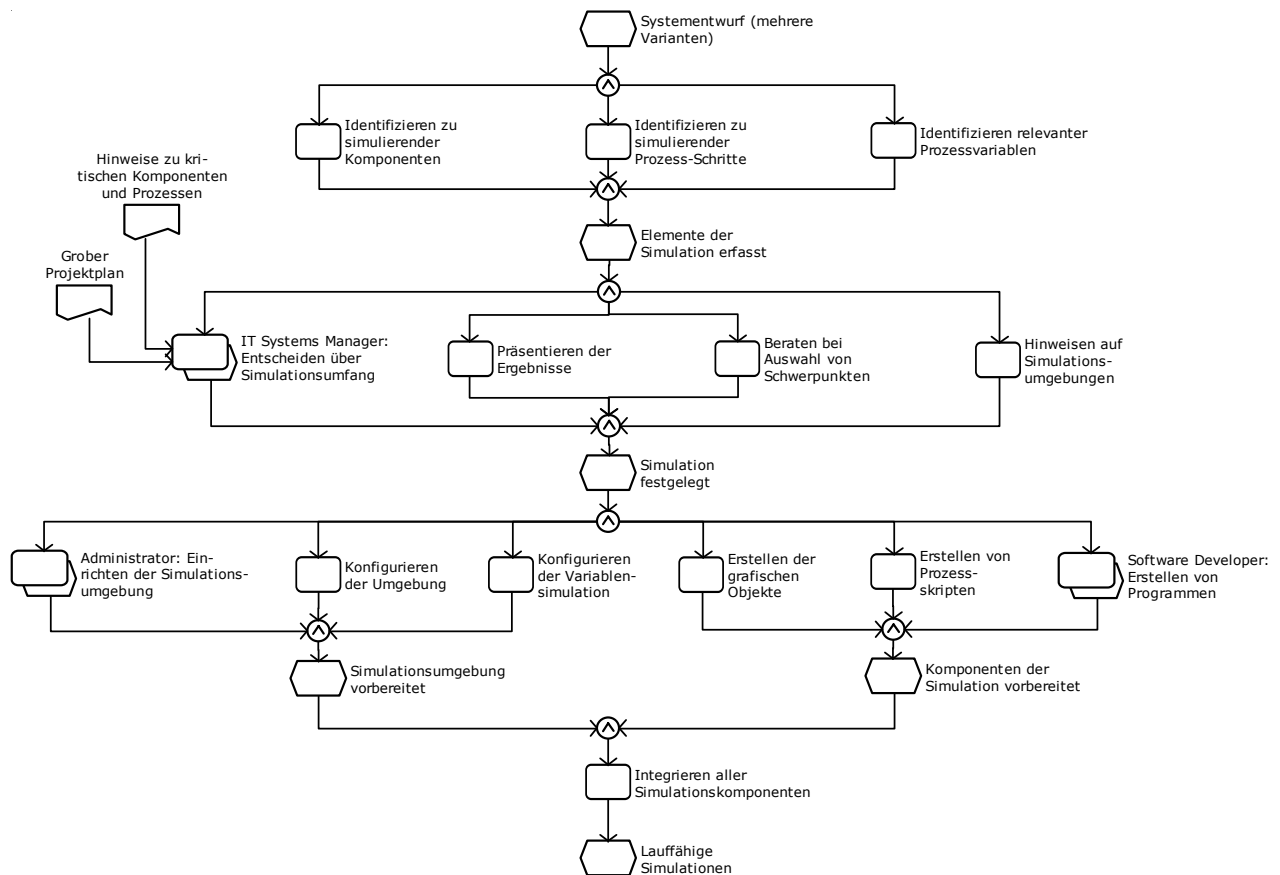 Systementwurf (mehrere
Varianten)
Identifizieren zu
simulierender
Komponenten
Identifizieren zu
simulierender
Prozess-Schritte
Identifizieren relevanter
Prozessvariablen
Hinweise zu kri-
tischen Komponenten
und Prozessen
Grober
Projektplan
Elemente der
Simulation erfasst
IT Systems Manager:
Entscheiden über
Simulationsumfang
Präsentieren der
Ergebnisse
Beraten bei
Auswahl von
Schwerpunkten
Hinweisen auf
Simulations-
umgebungen
Simulation
festgelegt
Administrator: Ein-
richten der Simulations-
umgebung
Konfigurieren
der Umgebung
Konfigurieren
der Variablen-
simulation
Erstellen der
grafischen
Objekte
Erstellen von
Prozess-
skripten
Software Developer:
Erstellen von
Programmen
Simulationsumgebung
vorbereitet
Komponenten der
Simulation vorbereitet
Integrieren aller
Simulationskomponenten
Lauffähige
Simulationen